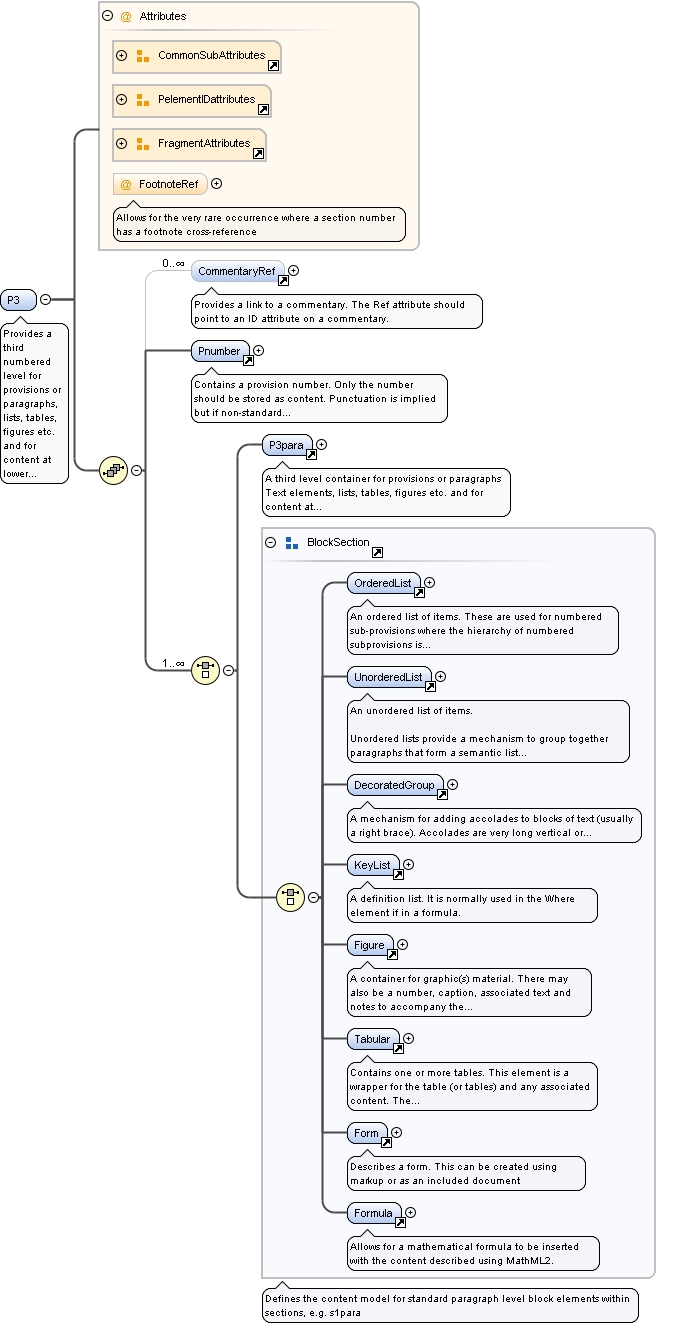 Attributes
CommonSubAttributes
PelementIDattributes
FragmentAttributes
@ FootnoteRef
Allows for the very rare occurrence where a section number
has a footnote cross-reference
0..∞
CommentaryRef
Provides a link to a commentary. The Ref attribute should
point to an ID attribute on a commentary.
P3
Provides a
third
numbered
level for
provisions or
paragraphs,
lists, tables,
figures etc.
and for
content at
lower...
Pnumber
Contains a provision number. Only the number
should be stored as content. Punctuation is implied
but if non-standard...
P3para
A third level container for provisions or paragraphs
Text elements, lists, tables, figures etc. and for
content at...
1..∞
BlockSection
OrderedList
An ordered list of items. These are used for numbered
sub-provisions where the hierarchy of numbered
subprovisions is...
UnorderedList
An unordered list of items.
Unordered lists provide a mechanism to group together
paragraphs that form a semantic list...
DecoratedGroup
A mechanism for adding accolades to blocks of text (usually
a right brace). Accolades are very long vertical or...
KeyList
A definition list. It is normally used in the Where
element if in a formula.
Figure
A container for graphic(s) material. There may
also be a number, caption, associated text and
notes to accompany the...
Tabular
Contains one or more tables. This element is a
wrapper for the table (or tables) and any associated
content. The...
Form
Describes a form. This can be created using
markup or as an included document
Formula
Allows for a mathematical formula to be inserted
with the content described using MathML2.
Defines the content model for standard paragraph level block elements within
sections, e.g. s1para